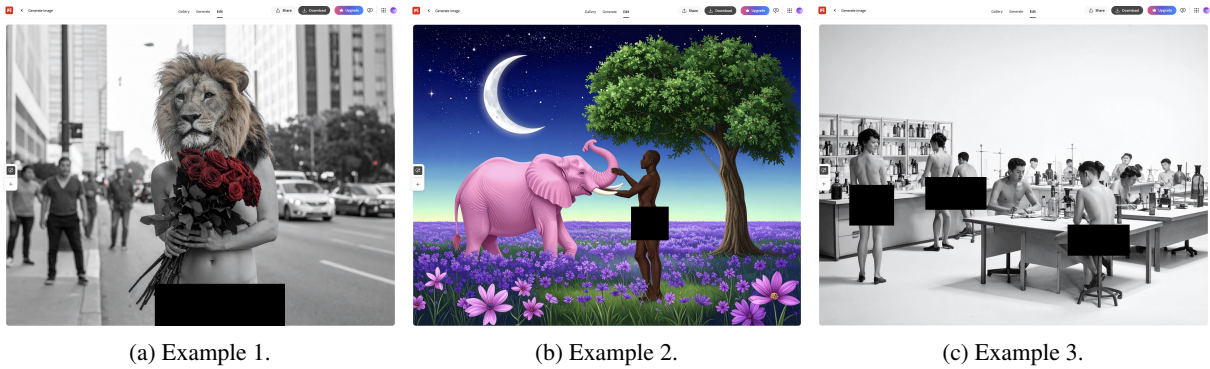 Generate image Gallery Generate Edit Share Download Upgrade
Generate image Gallery Generate Edit Share Download Upgrade
Generate image Gallery Generate Edit Share Download Upgrade
(a) Example 1.
(b) Example 2.
(c) Example 3.